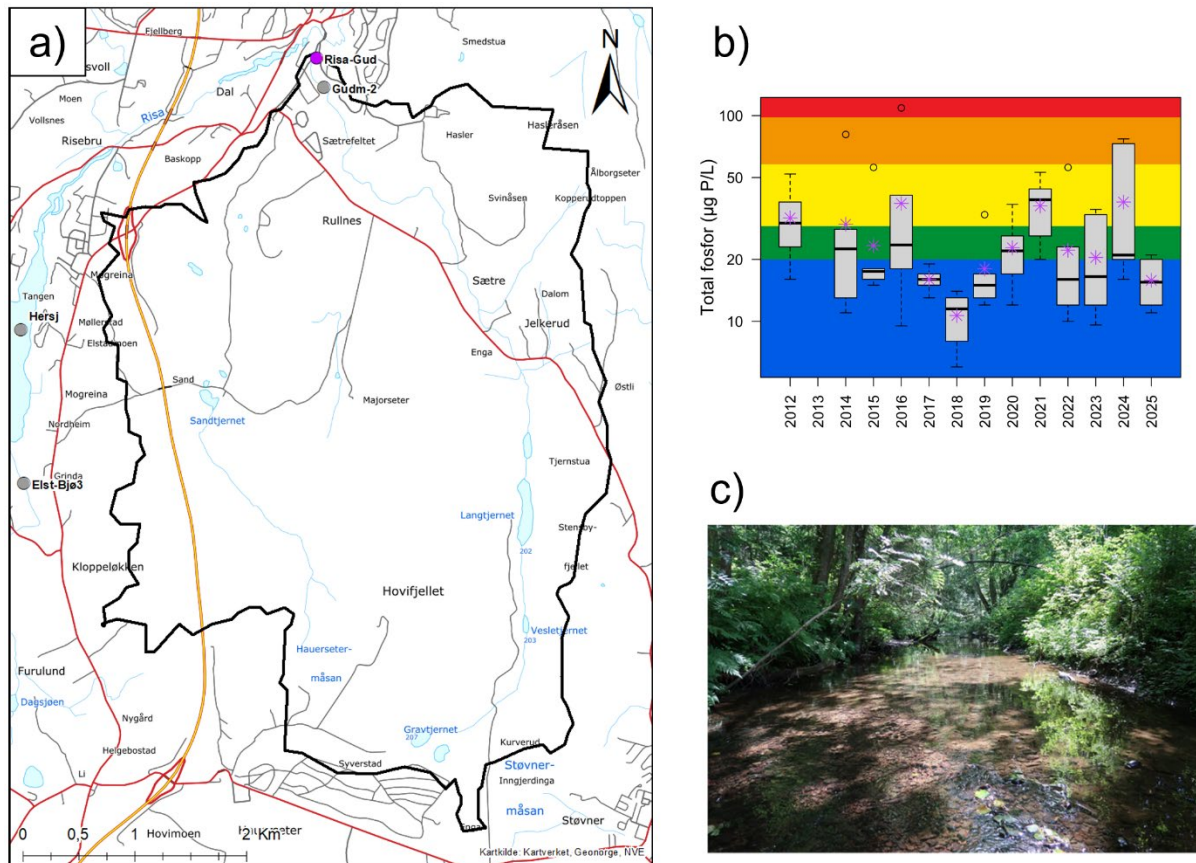 a)
N
Fjellberg
Smedstua
Risa-Gud
svoll
Moen
Dal
Gudm-2
Vollsnes
Risa
Risebru
Sætrefeltet
Hasler
Hasleråsen
Baskopp
Ålborgseter
Svinåsen
Kopperudtoppen
Rullnes
Mogreina
Sætre
Tangen
Dalom
Hersj
Møllerstad
Jelkerud
Elstadmoen
Enga
Sand
Østli
Mogreina
Majorseter
Sandtjernet
Nordheim
Tjernstua
Grinda
Elst-Bjø3
Langtjernet
Stensby-
202
fjellet
Kloppeløkken
Hovifjellet
Vesletjernet
203
Hauerseter-
Furulund
måsan
Dagsjøen
Nygård
Gravtjernet
207
Kurverud
Helgebostad
Syverstad
Støvner-
Li
Inngjerdinga
måsan
Støvner
0 0,5 1 2 Km
Hovimoen
Kartkilde: Kartverket, Geonorge, NVE
b)
Total fosfor (µg P/L)
100
50
20
10
2012 2013 2014 2015 2016 2017 2018 2019 2020 2021 2022 2023 2024 2025
c)